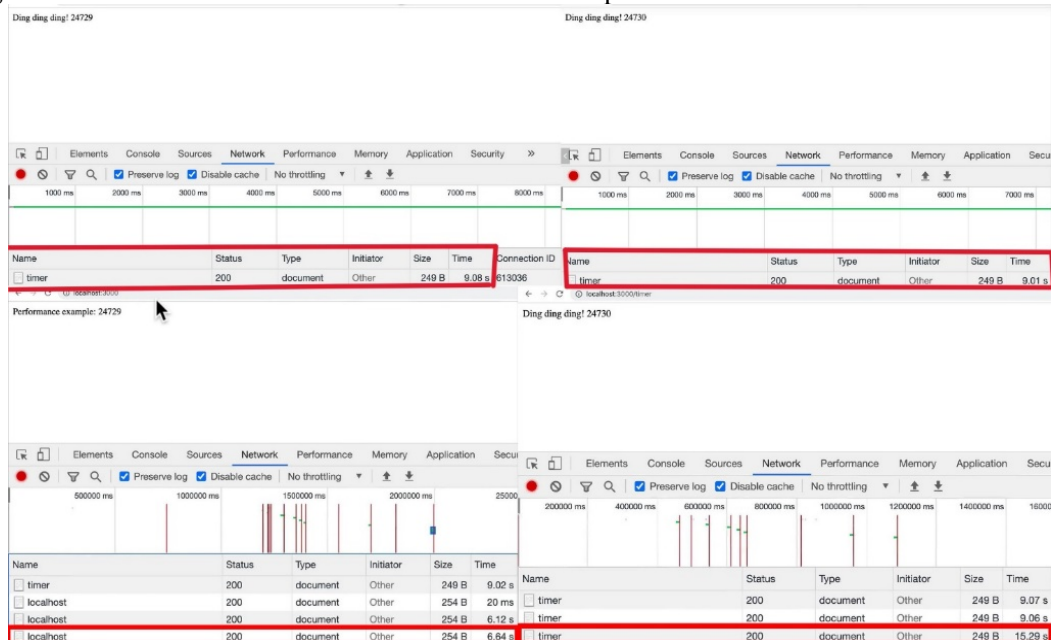 Ding ding ding! 24729
Elements Console Sources Network Performance Memory Application Security »
Preserve log Disable cache No throttling ▼
1000 ms 2000 ms 3000 ms 4000 ms 5000 ms 6000 ms 7000 ms 8000 ms
Name Status Type Initiator Size Time Connection ID
timer 200 document Other 249 B 9.08 s 613036
Ding ding ding! 24730
Elements Console Sources Network Performance Memory Application Secu
Preserve log Disable cache No throttling ▼
1000 ms 2000 ms 3000 ms 4000 ms 5000 ms 6000 ms 7000 ms
Name Status Type Initiator Size Time
timer 200 document Other 249 B 9.01 s
localhost:3000
Performance example: 24729
Elements Console Sources Network Performance Memory Application Secu
Preserve log Disable cache No throttling ▼
500000 ms 1000000 ms 1500000 ms 2000000 ms 25000
Name Status Type Initiator Size Time
timer 200 document Other 249 B 9.02 s
localhost 200 document Other 254 B 20 ms
localhost 200 document Other 254 B 6.12 s
localhost 200 document Other 254 B 6.64 s
localhost:3000/timer
Ding ding ding! 24730
Elements Console Sources Network Performance Memory Application Secu
Preserve log Disable cache No throttling ▼
200000 ms 400000 ms 600000 ms 800000 ms 1000000 ms 1200000 ms 1400000 ms 16000
Name Status Type Initiator Size Time
timer 200 document Other 249 B 9.07 s
timer 200 document Other 249 B 9.06 s
timer 200 document Other 249 B 15.29 s